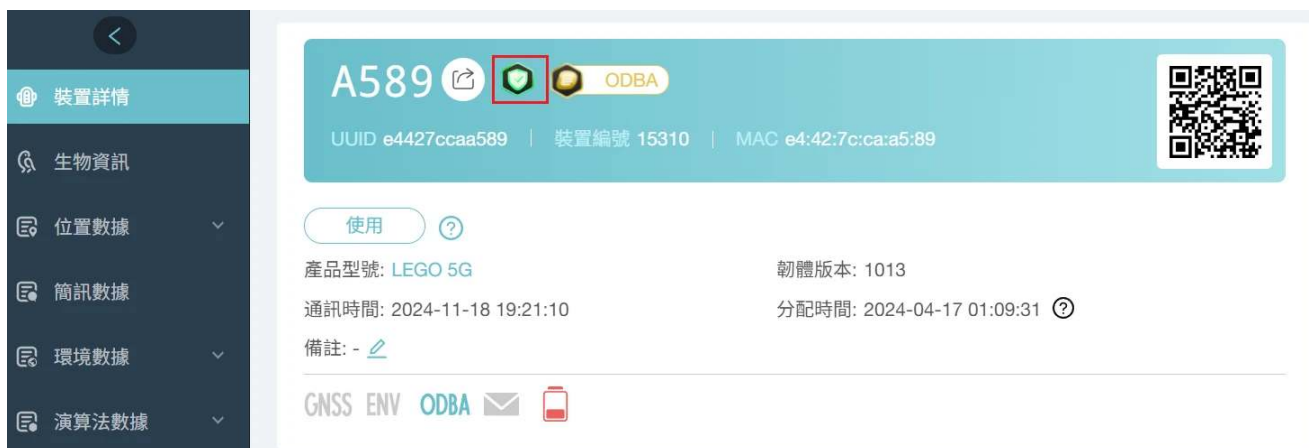 裝置詳情
生物資訊
位置數據
簡訊數據
環境數據
演算法數據
A589 ODBA
UUID e4427ccaa589 | 裝置編號 15310 | MAC e4:42:7c:ca:a5:89
使用 ?
產品型號: LEGO 5G
韌體版本: 1013
通訊時間: 2024-11-18 19:21:10
分配時間: 2024-04-17 01:09:31 ?
備註: -
GNSS ENV ODBA